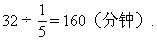 32 ÷ 1/5 = 160（分钟）.